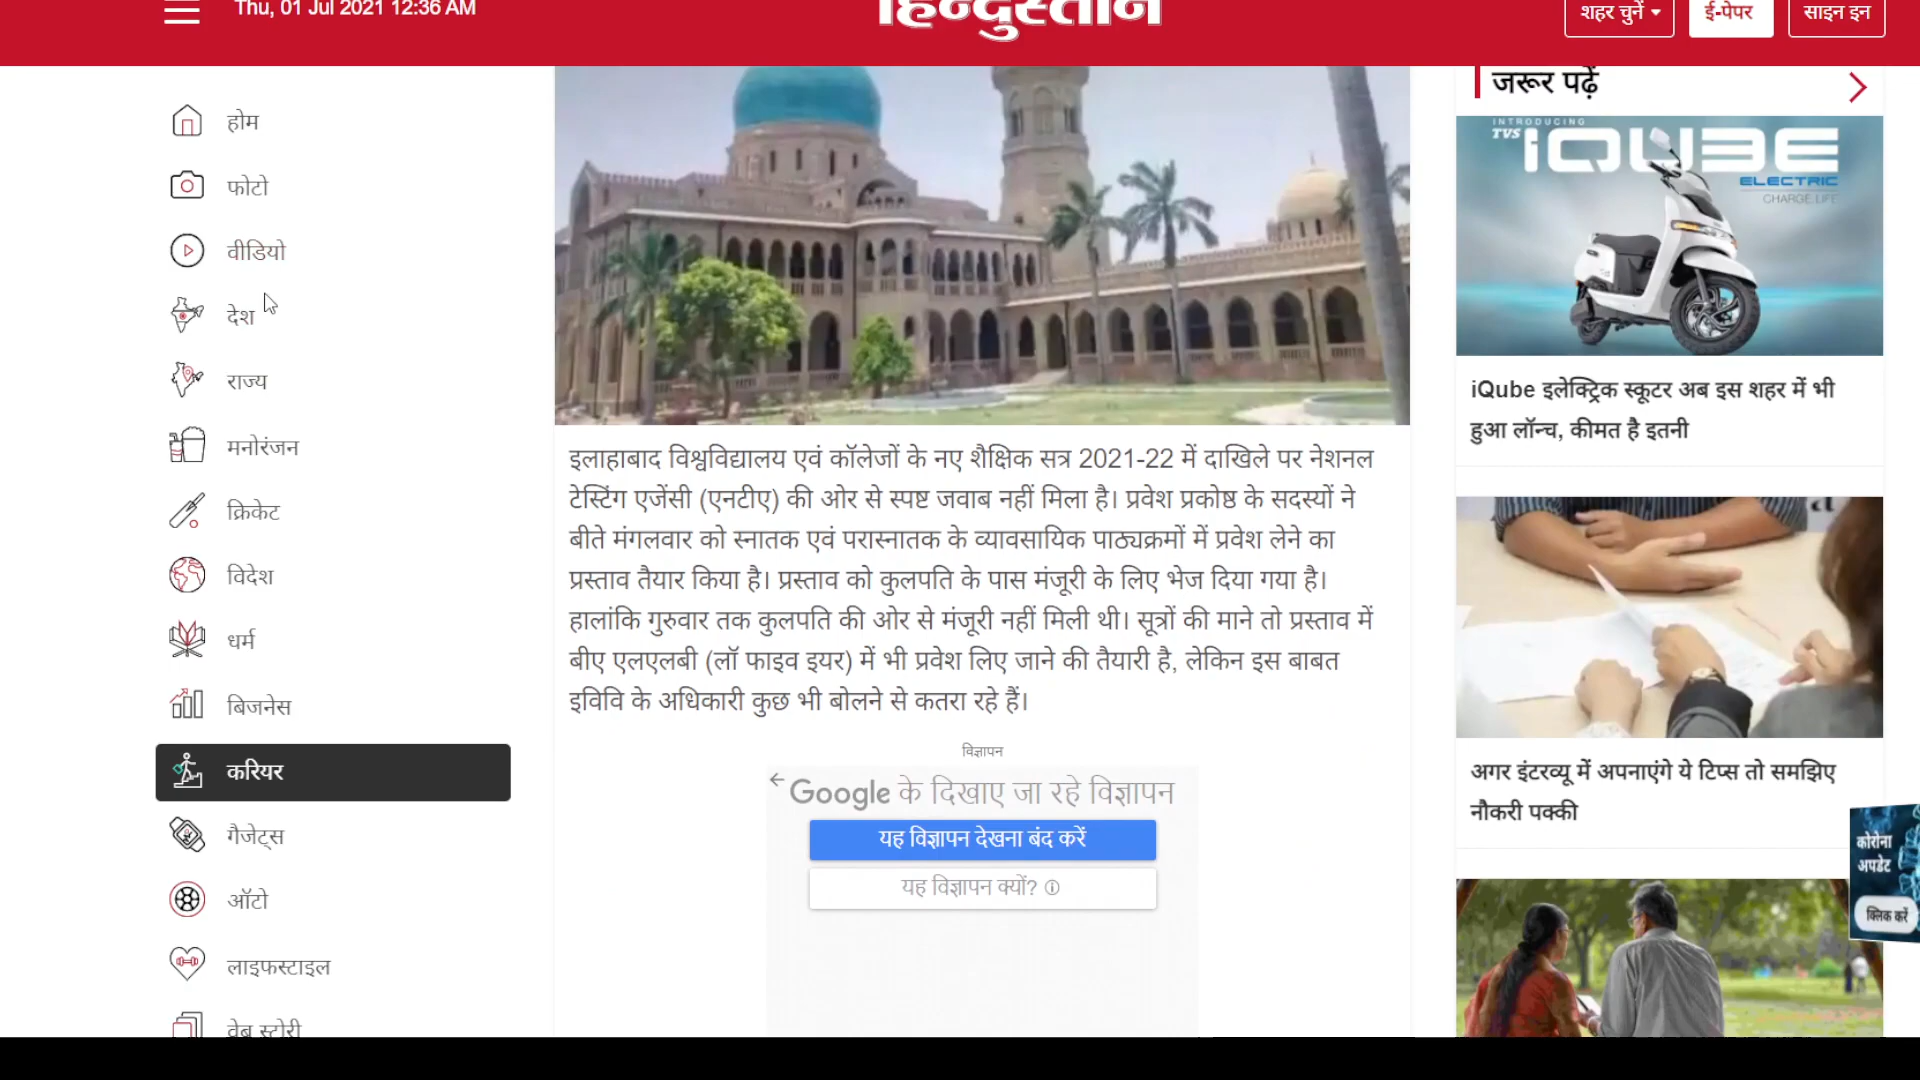 Thu, 01 Jul 2021 12:36 AM
हिन्दुस्तान
शहर चुनें
ई-पेपर
साइन इन
होम
फोटो
वीडियो
देश
राज्य
मनोरंजन
क्रिकेट
विदेश
धर्म
बिजनेस
करियर
गैजेट्स
ऑटो
लाइफस्टाइल
वेब स्टोरी
इलाहाबाद विश्वविद्यालय एवं कॉलेजों के नए शैक्षिक सत्र 2021-22 में दाखिले पर नेशनल
टेस्टिंग एजेंसी (एनटीए) की ओर से स्पष्ट जवाब नहीं मिला है। प्रवेश प्रकोष्ठ के सदस्यों ने
बीते मंगलवार को स्नातक एवं परास्नातक के व्यावसायिक पाठ्यक्रमों में प्रवेश लेने का
प्रस्ताव तैयार किया है। प्रस्ताव को कुलपति के पास मंजूरी के लिए भेज दिया गया है।
हालांकि गुरुवार तक कुलपति की ओर से मंजूरी नहीं मिली थी। सूत्रों की माने तो प्रस्ताव में
बीए एलएलबी (लॉ फाइव इयर) में भी प्रवेश लिए जाने की तैयारी है, लेकिन इस बाबत
इविवि के अधिकारी कुछ भी बोलने से कतरा रहे हैं।
विज्ञापन
Google के दिखाए जा रहे विज्ञापन
यह विज्ञापन देखना बंद करें
यह विज्ञापन क्यों?
जरूर पढ़ें
INTRODUCING
TVS iQUBE
ELECTRIC
CHARGE. LIFE
iQube इलेक्ट्रिक स्कूटर अब इस शहर में भी
हुआ लॉन्च, कीमत है इतनी
अगर इंटरव्यू में अपनाएंगे ये टिप्स तो समझिए
नौकरी पक्की
कोरोना
अपडेट
क्लिक करें